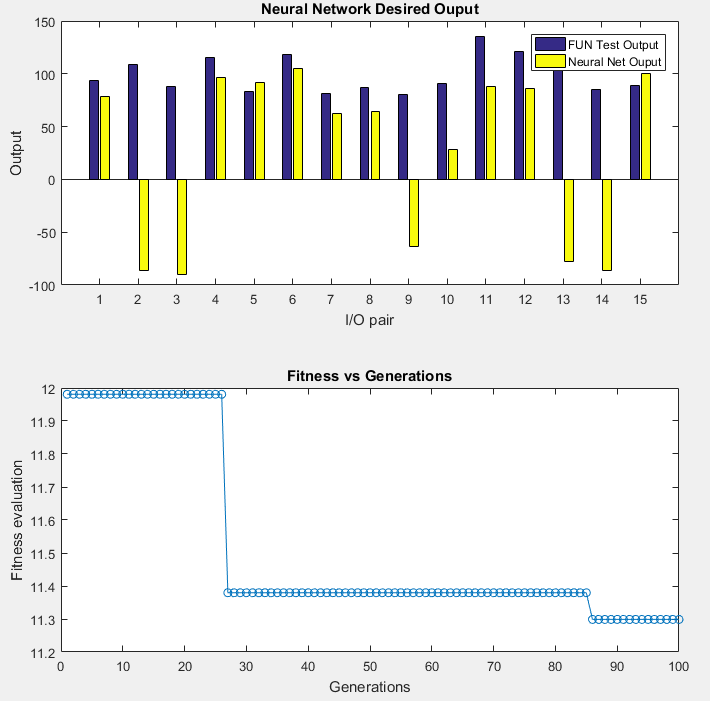 Neural Network Desired Ouput
150
100
50
0
-50
-100
Output
FUN Test Output
Neural Net Ouput
1 2 3 4 5 6 7 8 9 10 11 12 13 14 15
I/O pair
Fitness vs Generations
12
11.9
11.8
11.7
11.6
11.5
11.4
11.3
11.2
Fitness evaluation
0 10 20 30 40 50 60 70 80 90 100
Generations